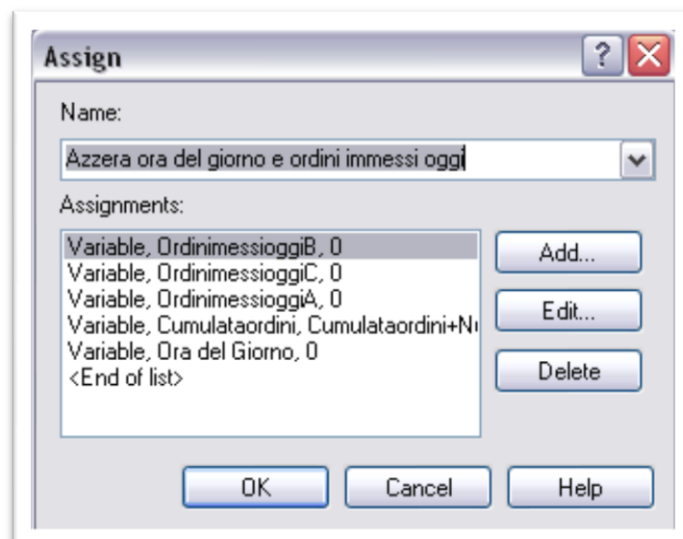 Assign
Name:
Azzera ora del giorno e ordini immessi oggi
Assignments:
Variable, OrdinimessioggiB, 0
Variable, OrdinimessioggiC, 0
Variable, OrdinimessioggiA, 0
Variable, Cumulataordini, Cumulataordini+Nu
Variable, Ora del Giorno, 0
<End of list>
Add...
Edit...
Delete
OK
Cancel
Help